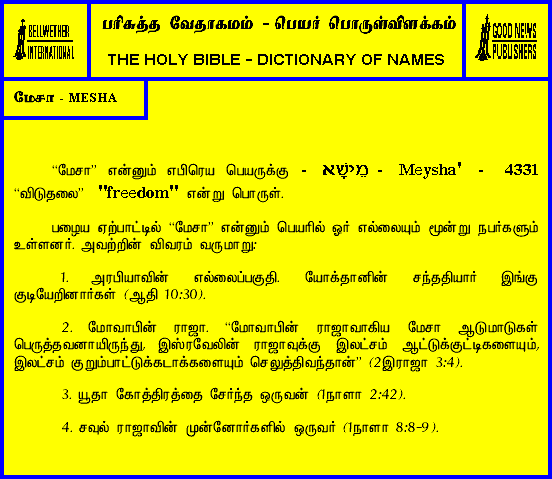 BELLWETHER
INTERNATIONAL
பரிசுத்த வேதாகமம் - பெயர் பொருள்விளக்கம்
THE HOLY BIBLE - DICTIONARY OF NAMES
GOOD NEWS
PUBLISHERS
மேசா - MESHA
“மேசா” என்னும் எபிரெய பெயருக்கு - מֵישָׁא - Meysha' - 4331
“விடுதலை” "freedom" என்று பொருள்.
பழைய ஏற்பாட்டில் “மேசா” என்னும் பெயரில் ஓர் எல்லையும் மூன்று நபர்களும்
உள்ளனர். அவற்றின் விவரம் வருமாறு:
1. அரபியாவின் எல்லைப்பகுதி. யோக்தானின் சந்ததியார் இங்கு
குடியேறினார்கள் (ஆதி 10:30).
2. மோவாபின் ராஜா. “மோவாபின் ராஜாவாகிய மேசா ஆடுமாடுகள்
பெருத்தவனாயிருந்து, இஸ்ரவேலின் ராஜாவுக்கு இலட்சம் ஆட்டுக்குட்டிகளையும்,
இலட்சம் குறும்பாட்டுக்கடாக்களையும் செலுத்திவந்தான்” (2இராஜா 3:4).
3. யூதா கோத்திரத்தை சேர்ந்த ஒருவன் (1நாளா 2:42).
4. சவுல் ராஜாவின் முன்னோர்களில் ஒருவர் (1நாளா 8:8-9).